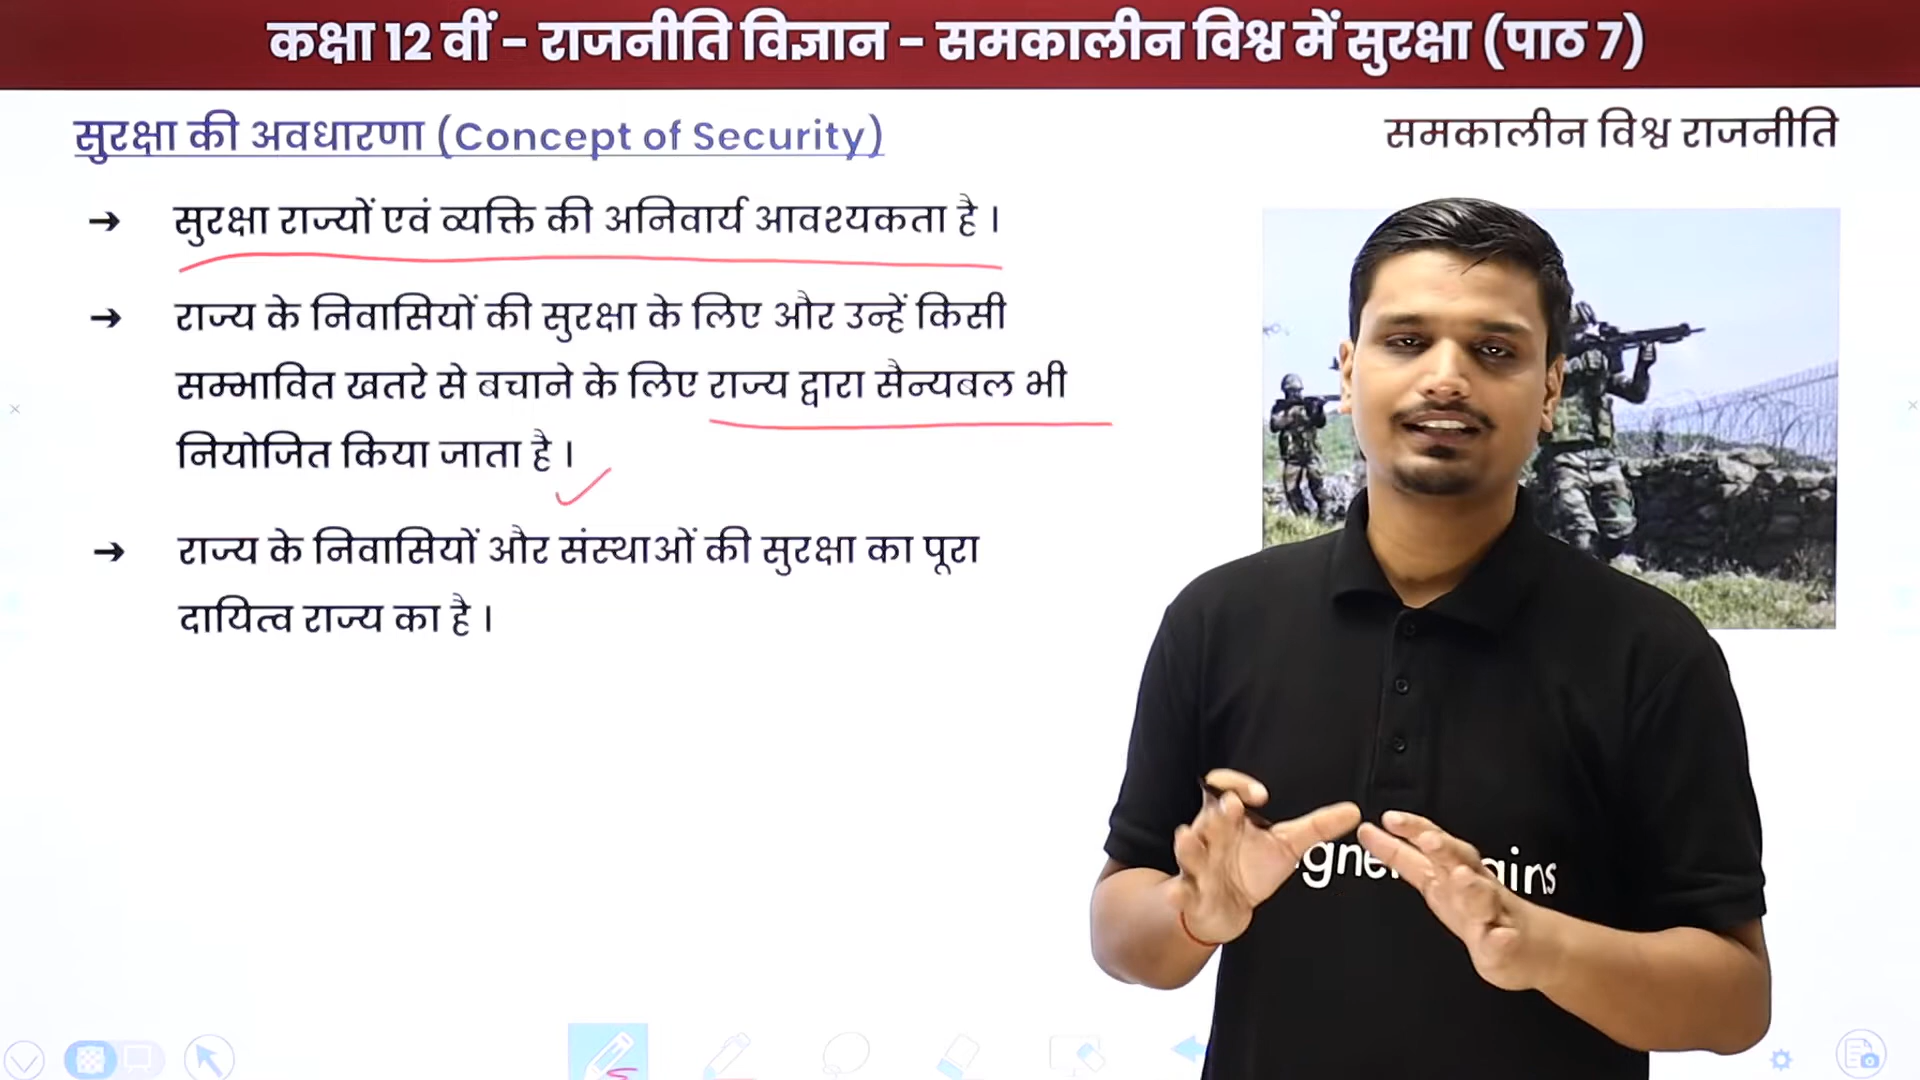 कक्षा 12 वीं - राजनीति विज्ञान - समकालीन विश्व में सुरक्षा (पाठ 7)
सुरक्षा की अवधारणा (Concept of Security)
समकालीन विश्व राजनीति
➔ सुरक्षा राज्यों एवं व्यक्ति की अनिवार्य आवश्यकता है ।
➔ राज्य के निवासियों की सुरक्षा के लिए और उन्हें किसी
सम्भावित खतरे से बचाने के लिए राज्य द्वारा सैन्यबल भी
नियोजित किया जाता है ।
➔ राज्य के निवासियों और संस्थाओं की सुरक्षा का पूरा
दायित्व राज्य का है ।